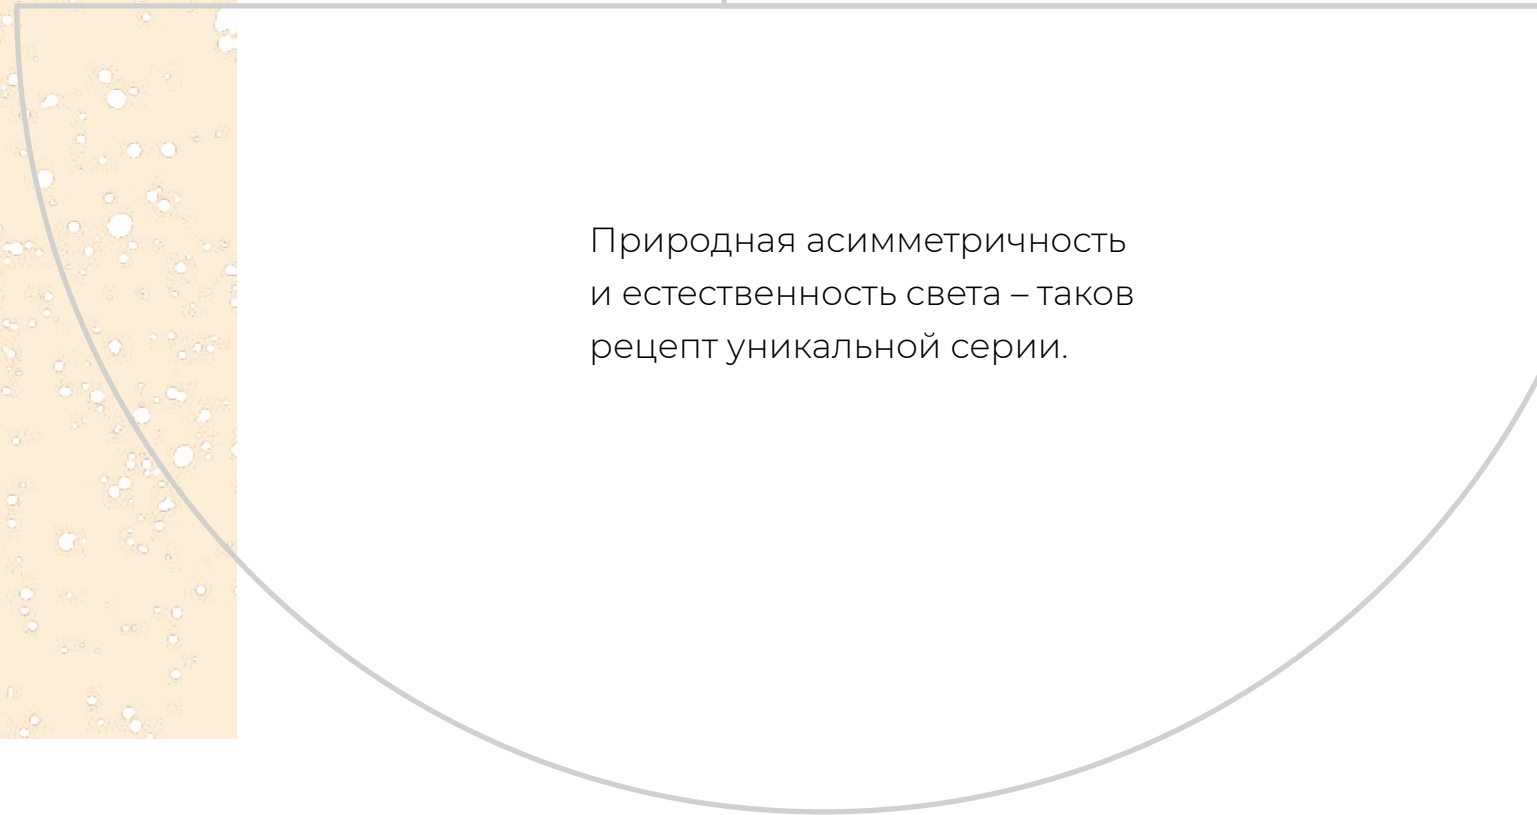 Природная асимметричность
и естественность света – таков
рецепт уникальной серии.